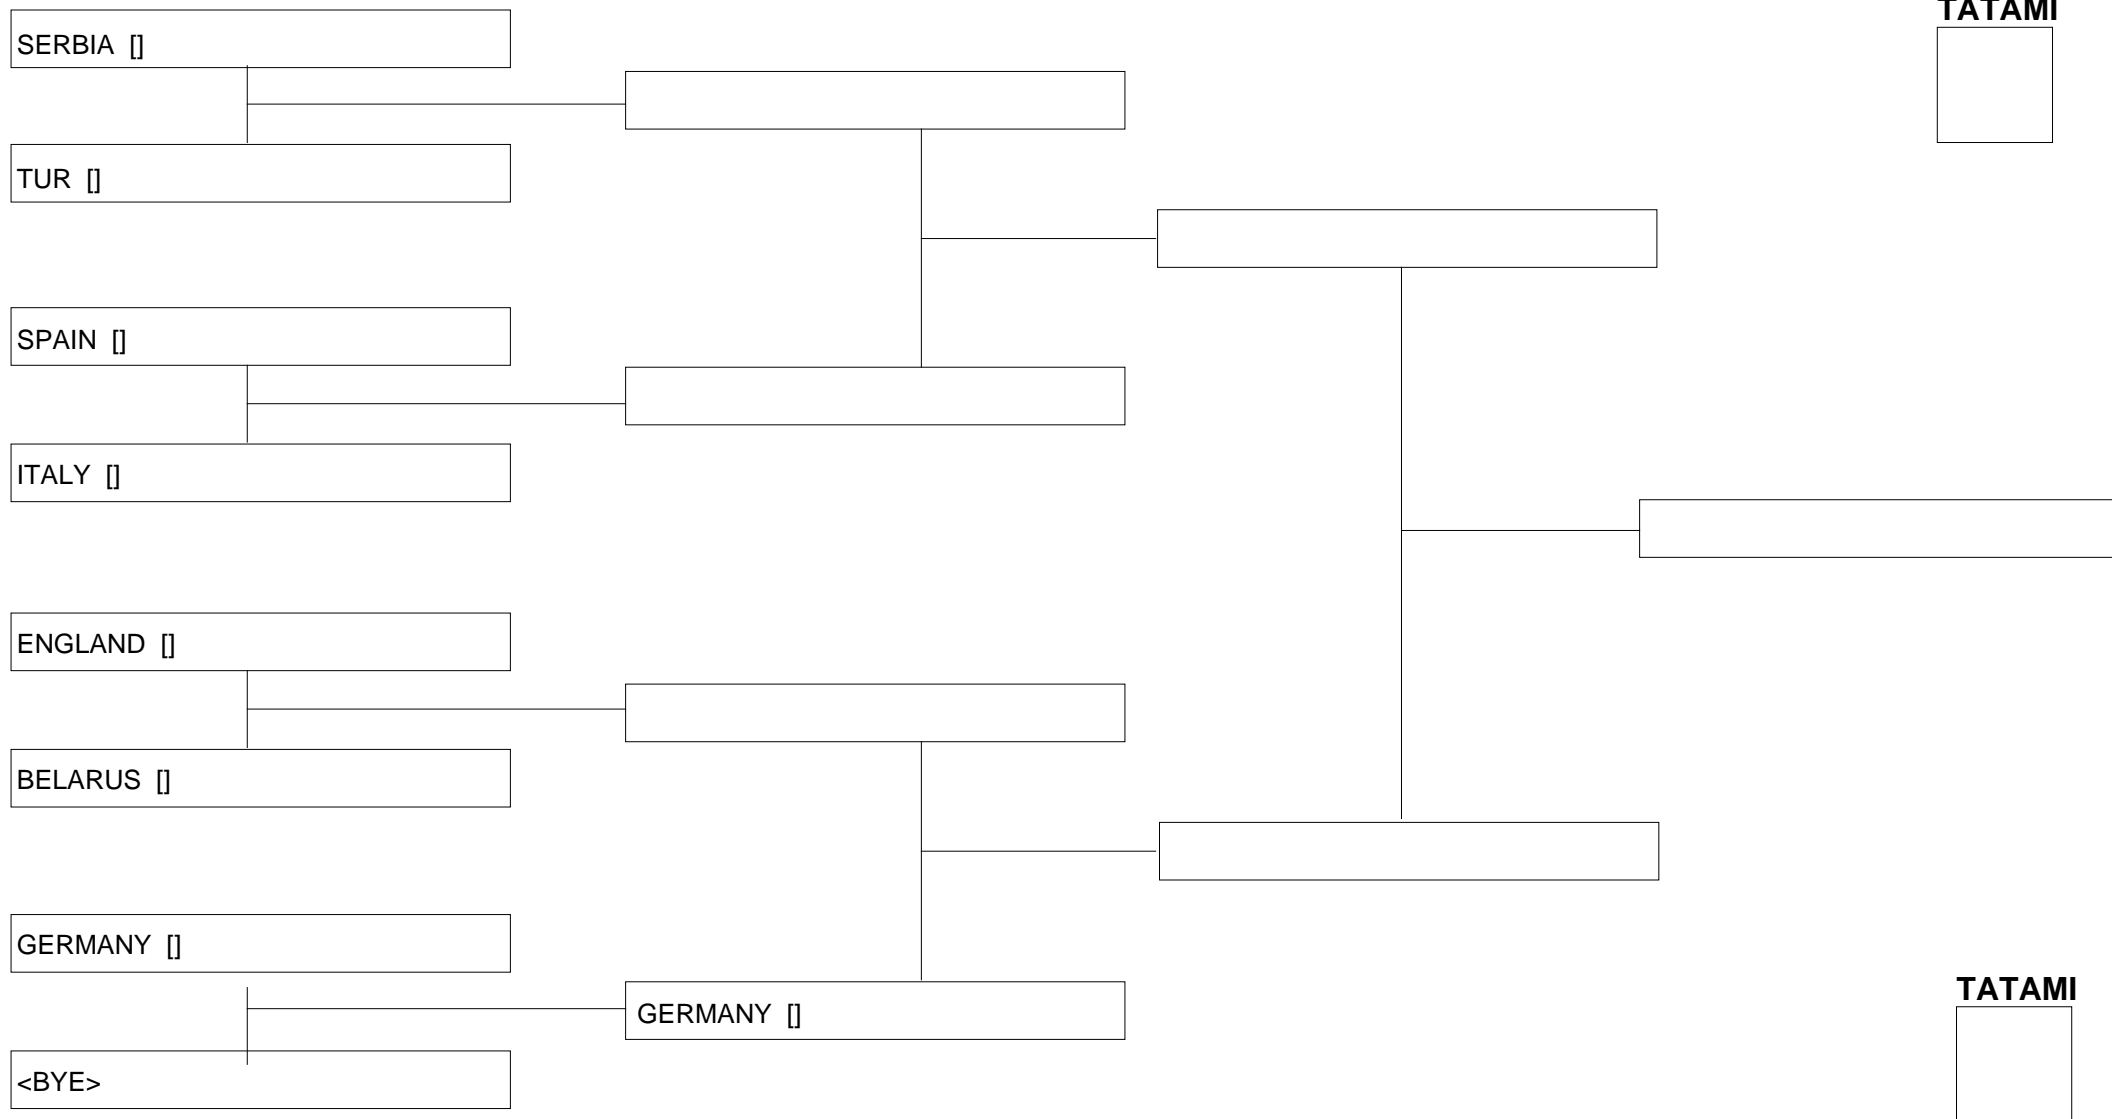 TATAMI
SERBIA []
TUR []
SPAIN []
ITALY []
ENGLAND []
BELARUS []
GERMANY []
GERMANY []
<BYE>
TATAMI